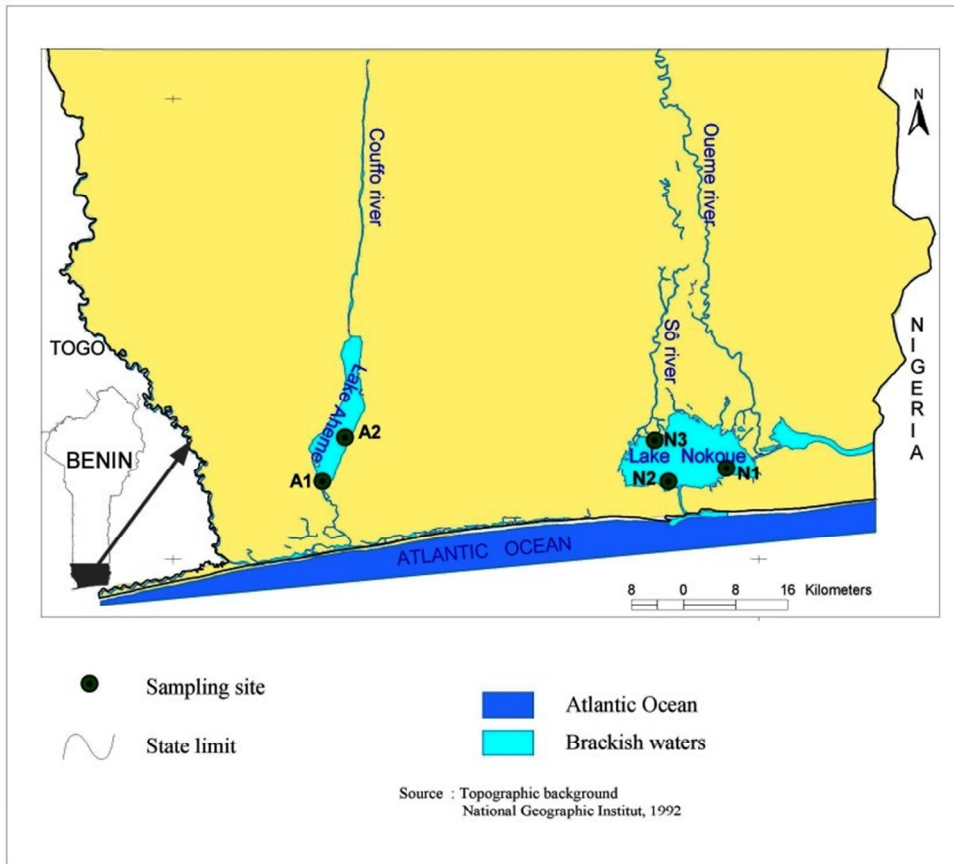 N
Couffo river
Oueme river
Sô river
TOGO
NIGERIA
BENIN
Lake Aheme
A2
A1
N3
Lake Nokoue
N2
N1
ATLANTIC OCEAN
8 0 8 16 Kilometers
Sampling site
State limit
Atlantic Ocean
Brackish waters
Source : Topographic background
National Geographic Institut, 1992